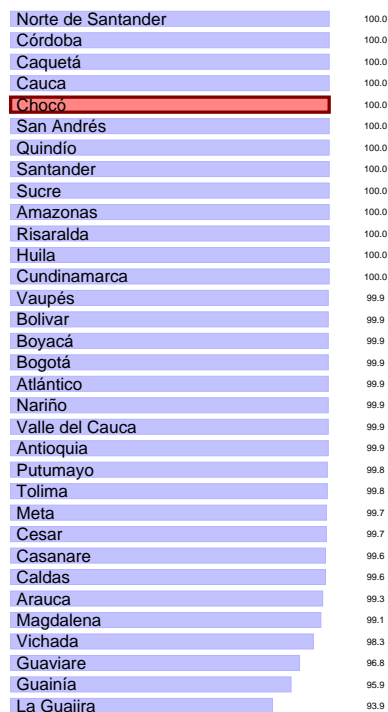 Norte de Santander 100.0
Córdoba 100.0
Caquetá 100.0
Cauca 100.0
Chocó 100.0
San Andrés 100.0
Quindío 100.0
Santander 100.0
Sucre 100.0
Amazonas 100.0
Risaralda 100.0
Huila 100.0
Cundinamarca 100.0
Vaupés 99.9
Bolivar 99.9
Boyacá 99.9
Bogotá 99.9
Atlántico 99.9
Nariño 99.9
Valle del Cauca 99.9
Antioquia 99.9
Putumayo 99.8
Tolima 99.8
Meta 99.7
Cesar 99.7
Casanare 99.6
Caldas 99.6
Arauca 99.3
Magdalena 99.1
Vichada 98.3
Guaviare 96.8
Guainía 95.9
La Guajira 93.9